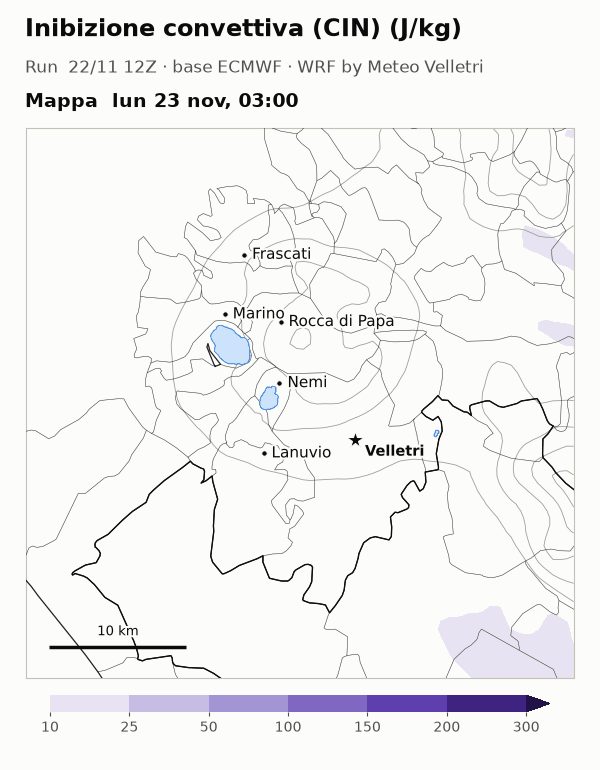 Inibizione convettiva (CIN) (J/kg)
Run  22/11 12Z · base ECMWF · WRF by Meteo Velletri
Mappa  lun 23 nov, 03:00
Frascati
Marino
Rocca di Papa
Nemi
Velletri
Lanuvio
10 km
10 25 50 100 150 200 300